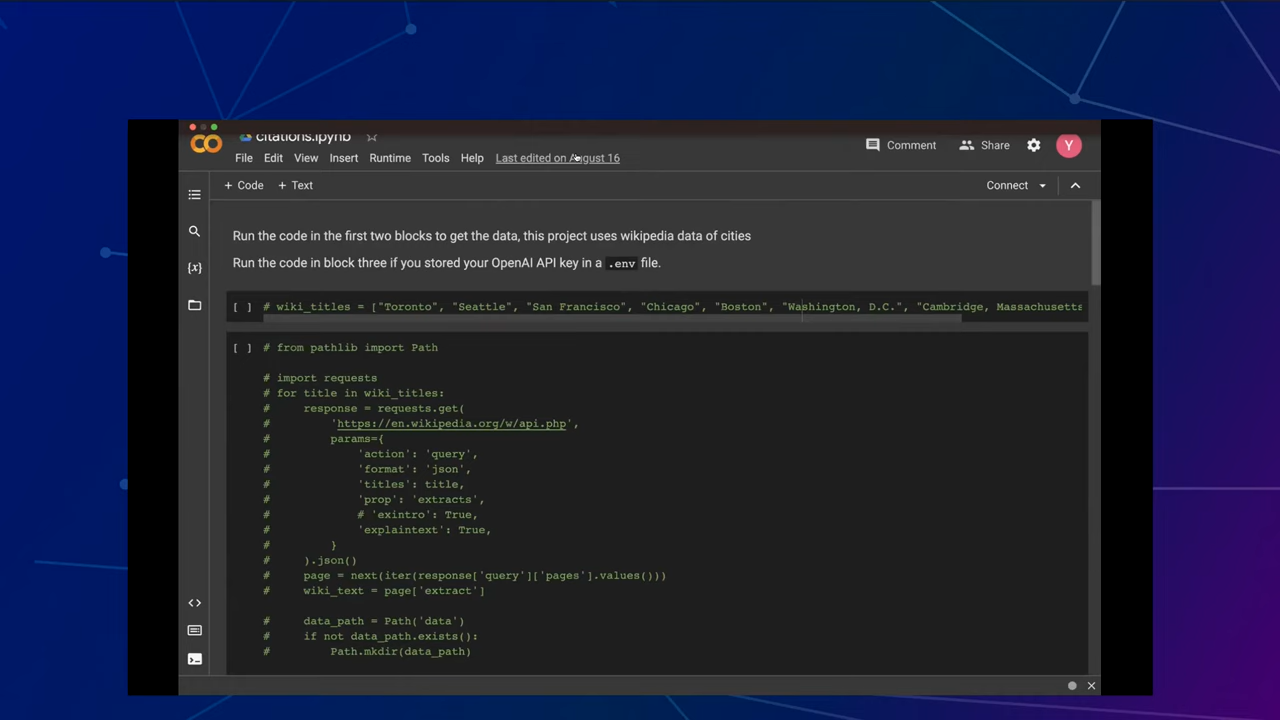 citations.ipynb
File Edit View Insert Runtime Tools Help Last edited on August 16
Comment Share Y
+ Code + Text Connect
Run the code in the first two blocks to get the data, this project uses wikipedia data of cities
Run the code in block three if you stored your OpenAI API key in a .env file.
[ ] # wiki_titles = ["Toronto", "Seattle", "San Francisco", "Chicago", "Boston", "Washington, D.C.", "Cambridge, Massachusetts
[ ] # from pathlib import Path
# import requests
# for title in wiki_titles:
#     response = requests.get(
#         'https://en.wikipedia.org/w/api.php',
#         params={
#             'action': 'query',
#             'format': 'json',
#             'titles': title,
#             'prop': 'extracts',
#             # 'exintro': True,
#             'explaintext': True,
#         }
#     ).json()
#     page = next(iter(response['query']['pages'].values()))
#     wiki_text = page['extract']
#     data_path = Path('data')
#     if not data_path.exists():
#         Path.mkdir(data_path)